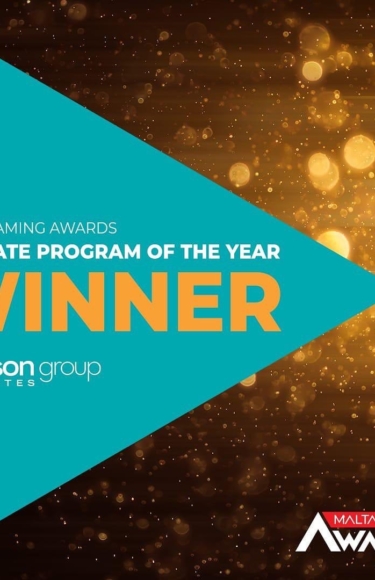 AMING AWARDS
ATE PROGRAM OF THE YEAR
WINNER
son group
TES
MALTA
AWA